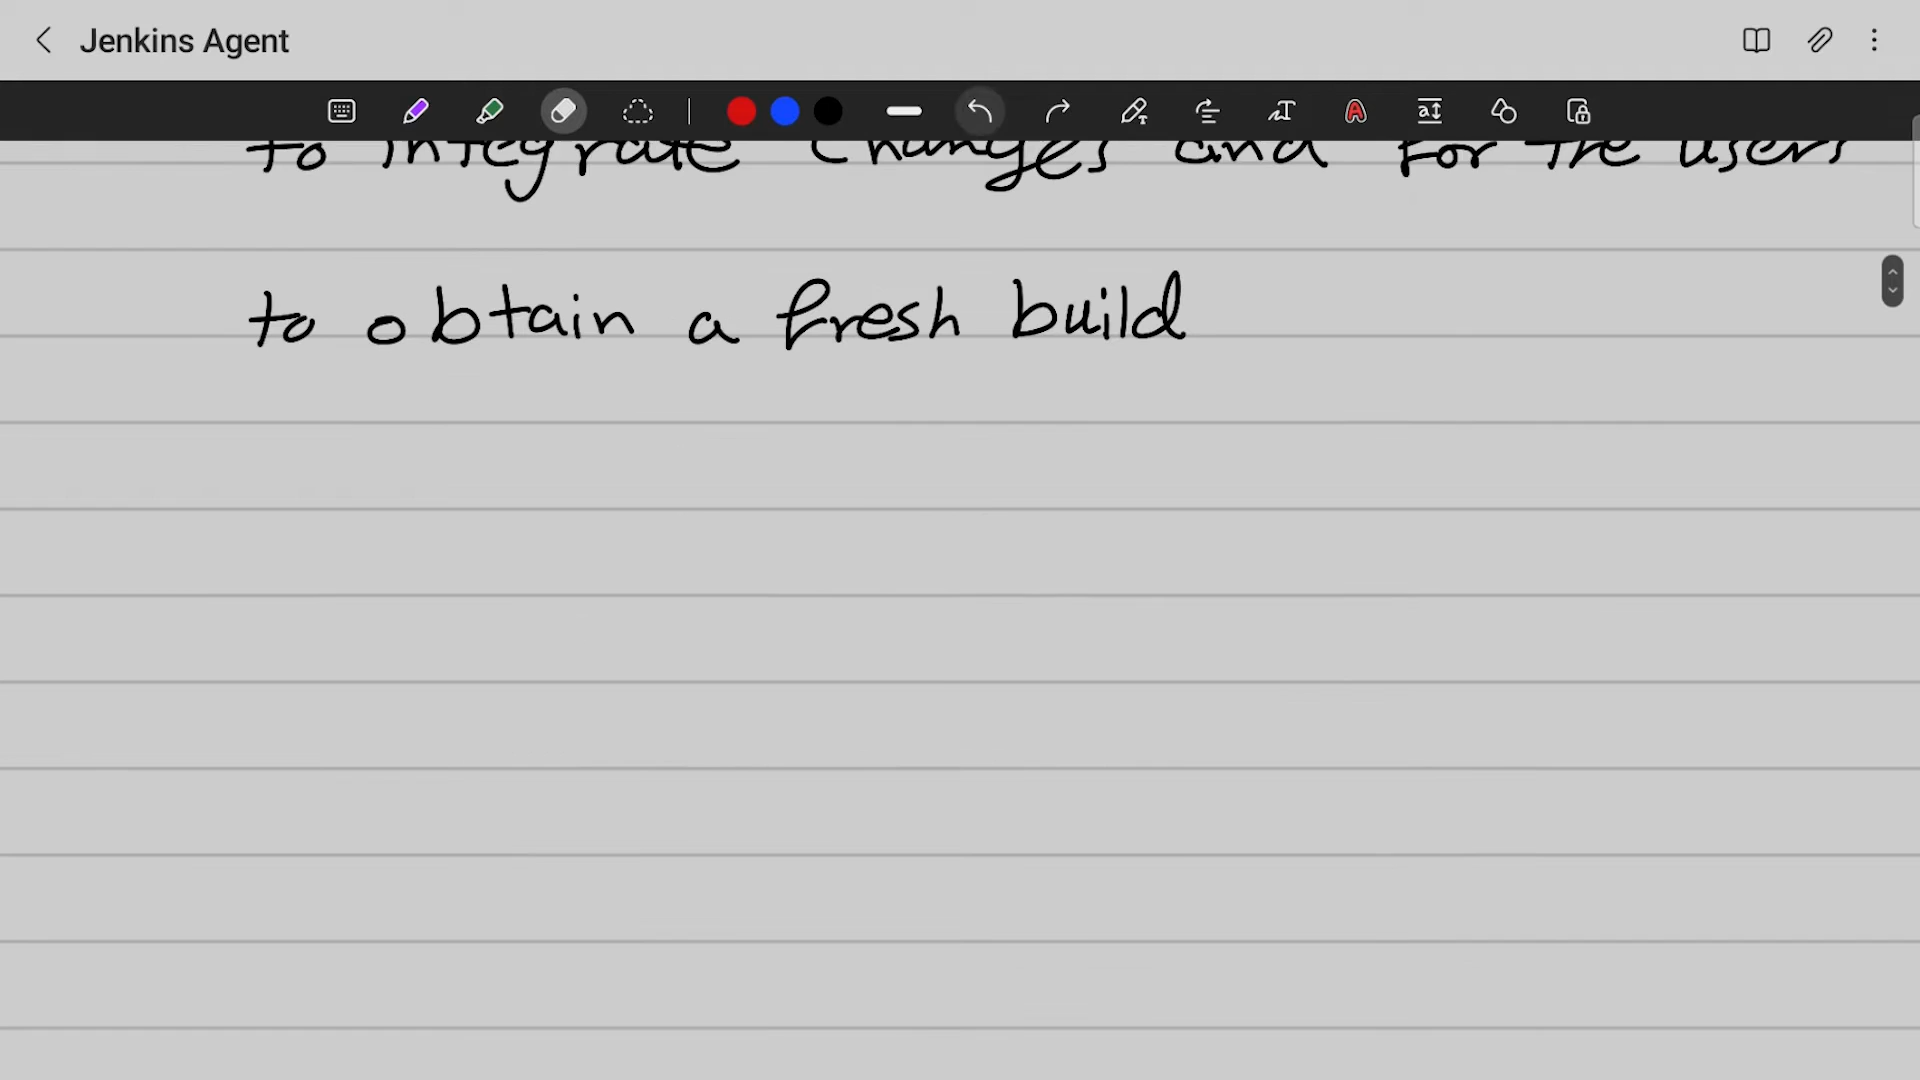 Jenkins Agent
to integrate changes and for the users
to obtain a fresh build